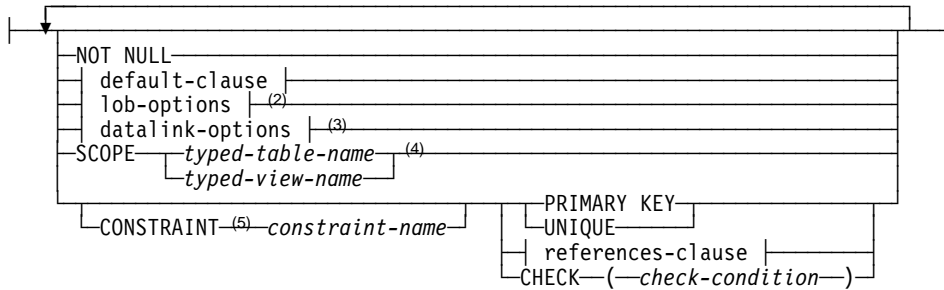 NOT NULL
default-clause
lob-options (2)
datalink-options (3)
SCOPE typed-table-name (4)
typed-view-name
PRIMARY KEY
CONSTRAINT (5) constraint-name UNIQUE
references-clause
CHECK ( check-condition )